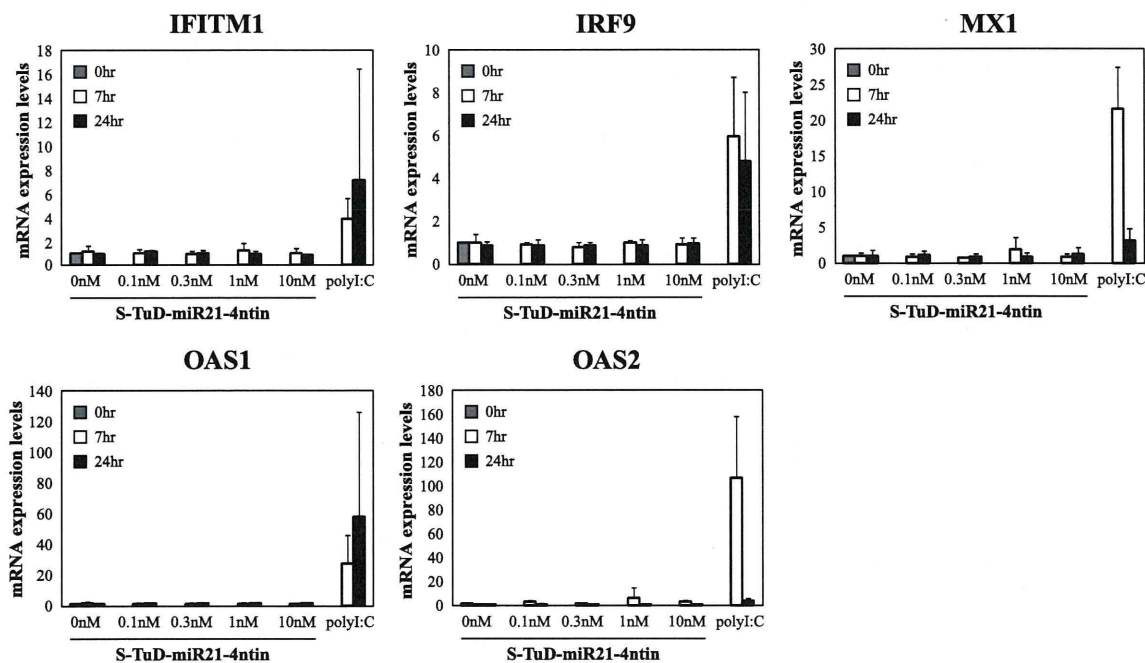 IFITM1
mRNA expression levels
18
16
14
12
10
8
6
4
2
0
0hr
7hr
24hr
0nM 0.1nM 0.3nM 1nM 10nM polyI:C
S-TuD-miR21-4ntin
IRF9
mRNA expression levels
10
8
6
4
2
0
0hr
7hr
24hr
0nM 0.1nM 0.3nM 1nM 10nM polyI:C
S-TuD-miR21-4ntin
MX1
mRNA expression levels
30
25
20
15
10
5
0
0hr
7hr
24hr
0nM 0.1nM 0.3nM 1nM 10nM polyI:C
S-TuD-miR21-4ntin
OAS1
mRNA expression levels
140
120
100
80
60
40
20
0
0hr
7hr
24hr
0nM 0.1nM 0.3nM 1nM 10nM polyI:C
S-TuD-miR21-4ntin
OAS2
mRNA expression levels
180
160
140
120
100
80
60
40
20
0
0hr
7hr
24hr
0nM 0.1nM 0.3nM 1nM 10nM polyI:C
S-TuD-miR21-4ntin